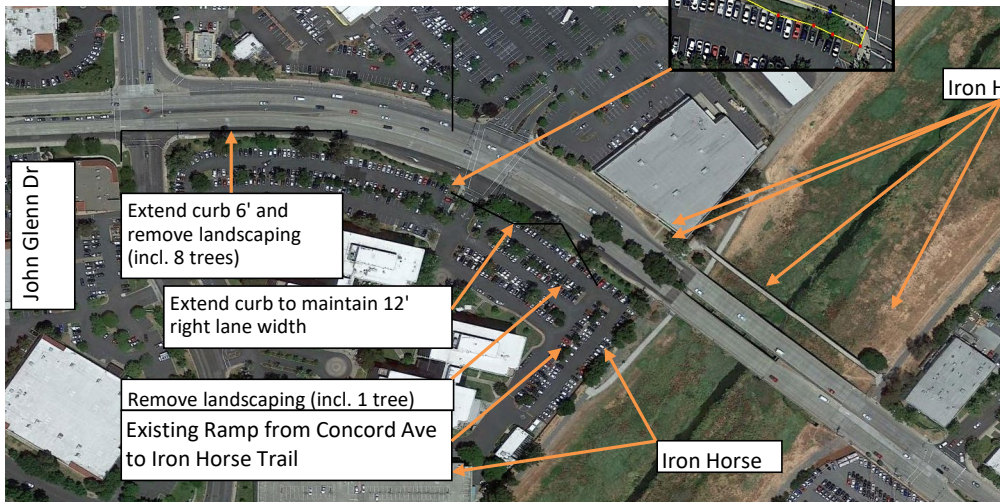 Iron H
John Glenn Dr
Extend curb 6' and
remove landscaping
(incl. 8 trees)
Extend curb to maintain 12'
right lane width
Remove landscaping (incl. 1 tree)
Existing Ramp from Concord Ave
to Iron Horse Trail
Iron Horse